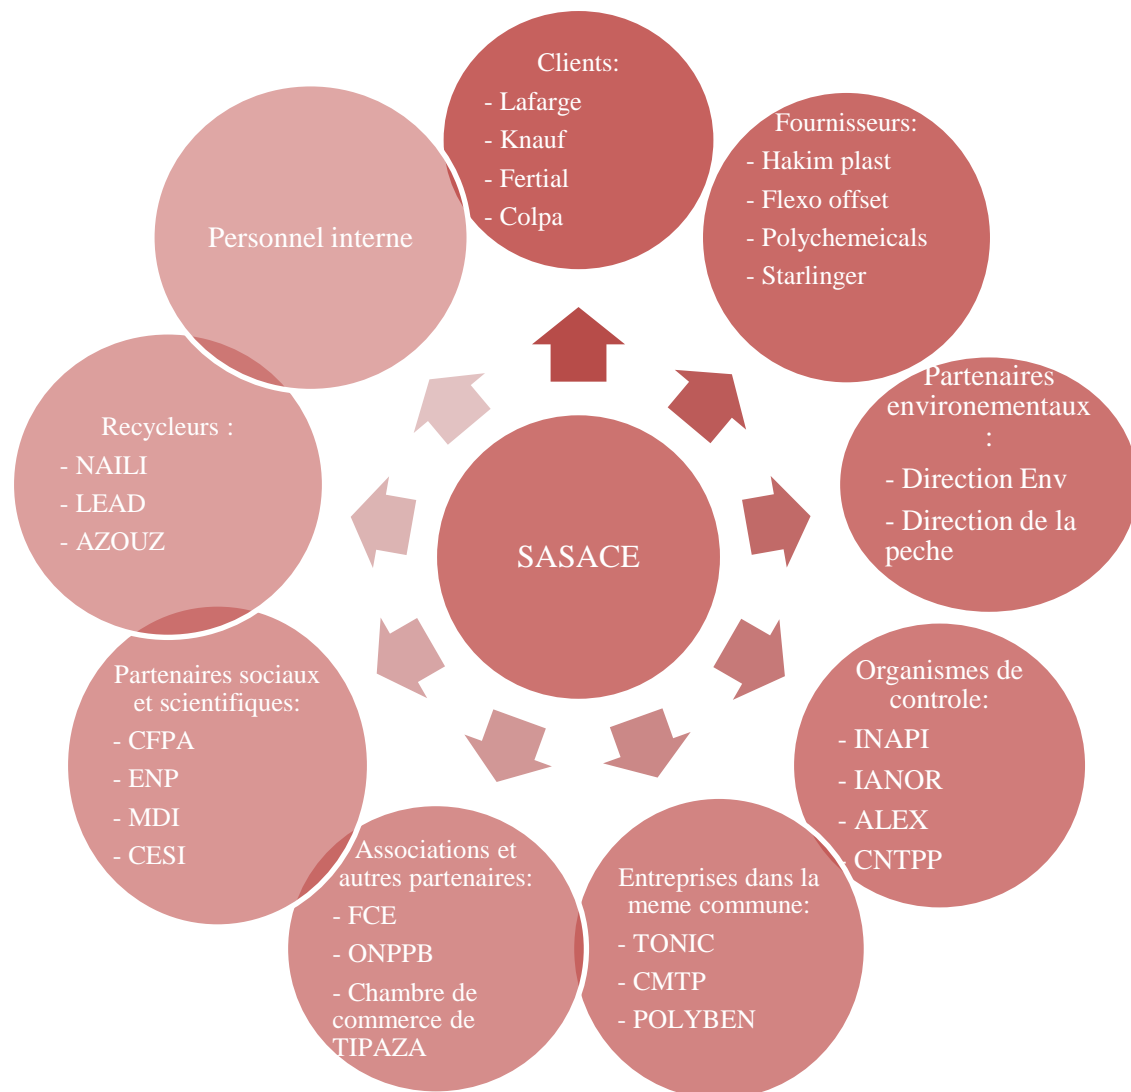 Clients:
- Lafarge
- Knauf
- Fertial
- Colpa
Fournisseurs:
- Hakim plast
- Flexo offset
- Polychemeicals
- Starlinger
Partenaires
environementaux
:
- Direction Env
- Direction de la
peche
Organismes de
controle:
- INAPI
- IANOR
- ALEX
- CNTPP
Entreprises dans la
meme commune:
- TONIC
- CMTP
- POLYBEN
Associations et
autres partenaires:
- FCE
- ONPPB
- Chambre de
commerce de
TIPAZA
Partenaires sociaux
et scientifiques:
- CFPA
- ENP
- MDI
- CESI
Recycleurs :
- NAILI
- LEAD
- AZOUZ
Personnel interne
SASACE